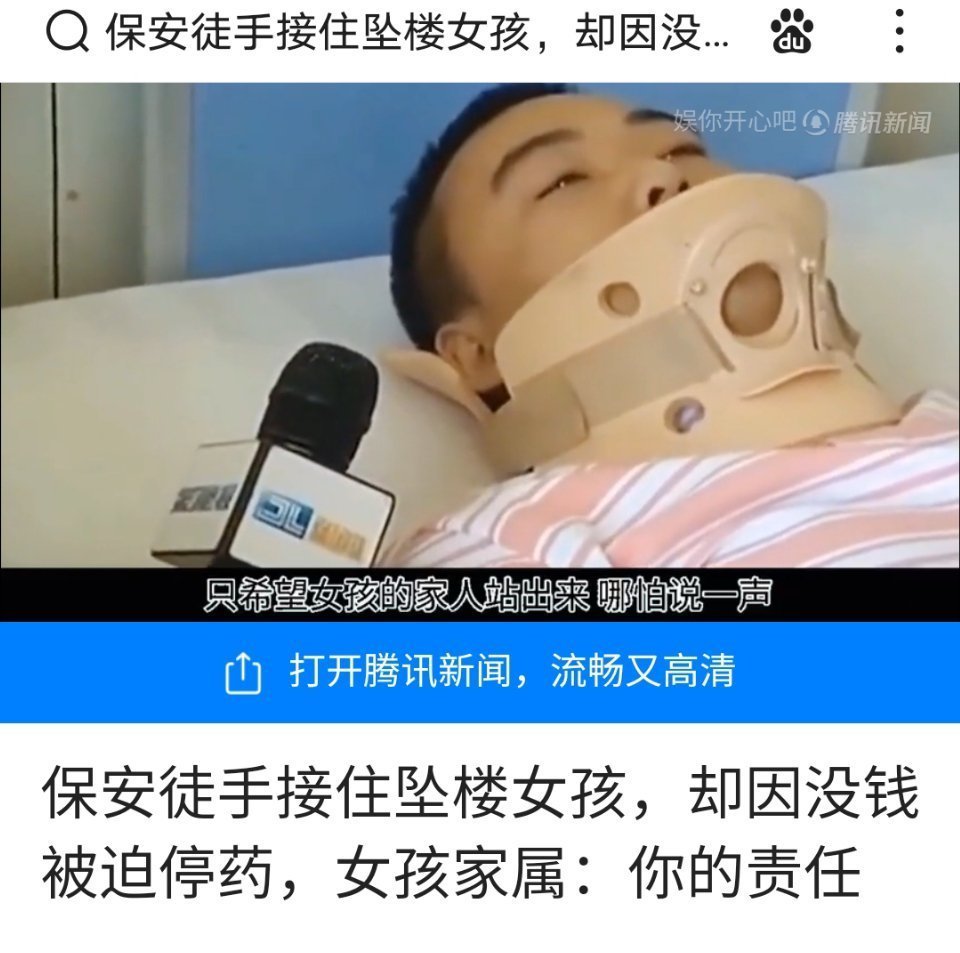 保安徒手接住坠楼女孩，却因没...
du
娱你开心吧 腾讯新闻
只希望女孩的家人站出来 哪怕说一声
打开腾讯新闻，流畅又高清
保安徒手接住坠楼女孩，却因没钱
被迫停药，女孩家属：你的责任